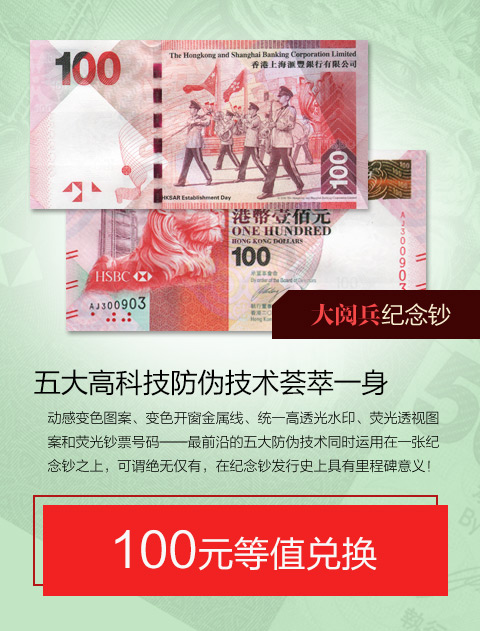 100
The Hongkong and Shanghai Banking Corporation Limited
香港上海滙豐銀行有限公司
100
HKSAR Establishment Day
港幣壹佰元
ONE HUNDRED
HONG KONG DOLLARS
100
HSBC
AJ300903
AJ300903
大阅兵纪念钞
五大高科技防伪技术荟萃一身
动感变色图案、变色开窗金属线、统一高透光水印、荧光透视图
案和荧光钞票号码——最前沿的五大防伪技术同时运用在一张纪
念钞之上，可谓绝无仅有，在纪念钞发行史上具有里程碑意义！
100元等值兑换